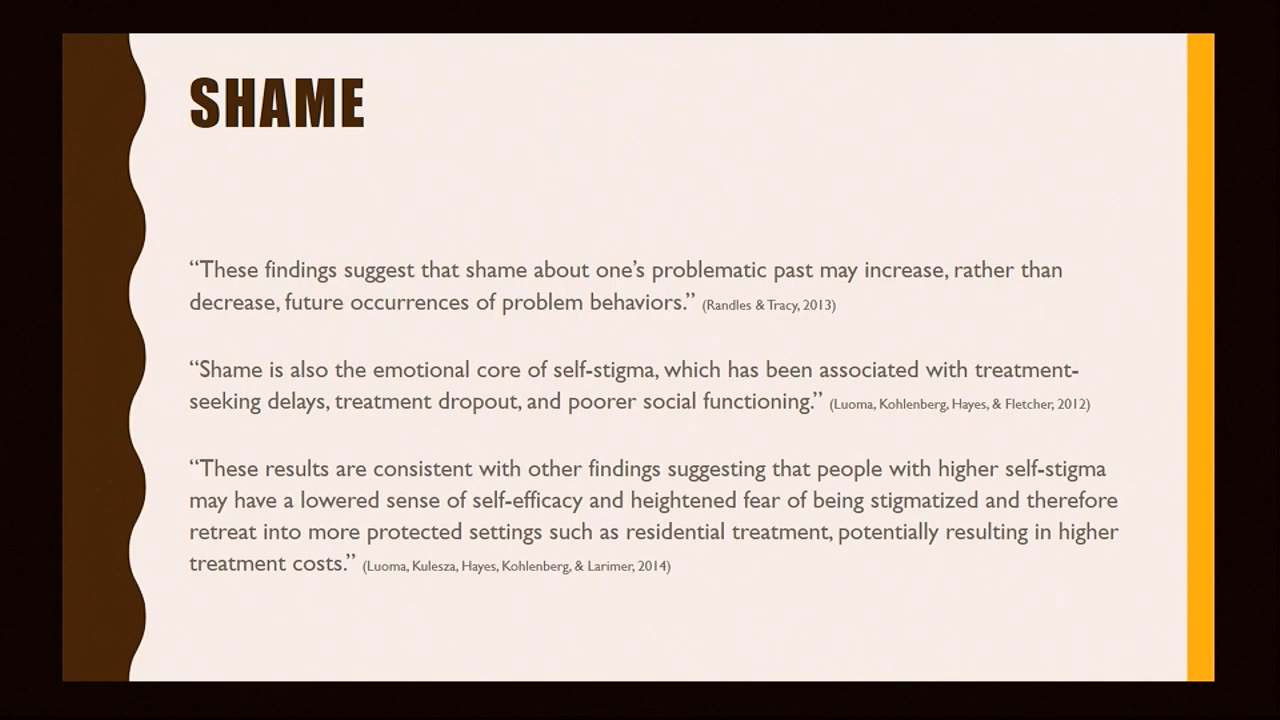 SHAME
“These findings suggest that shame about one’s problematic past may increase, rather than
decrease, future occurrences of problem behaviors.” (Randles & Tracy, 2013)
“Shame is also the emotional core of self-stigma, which has been associated with treatment-
seeking delays, treatment dropout, and poorer social functioning.” (Luoma, Kohlenberg, Hayes, & Fletcher, 2012)
“These results are consistent with other findings suggesting that people with higher self-stigma
may have a lowered sense of self-efficacy and heightened fear of being stigmatized and therefore
retreat into more protected settings such as residential treatment, potentially resulting in higher
treatment costs.” (Luoma, Kulesza, Hayes, Kohlenberg, & Larimer, 2014)